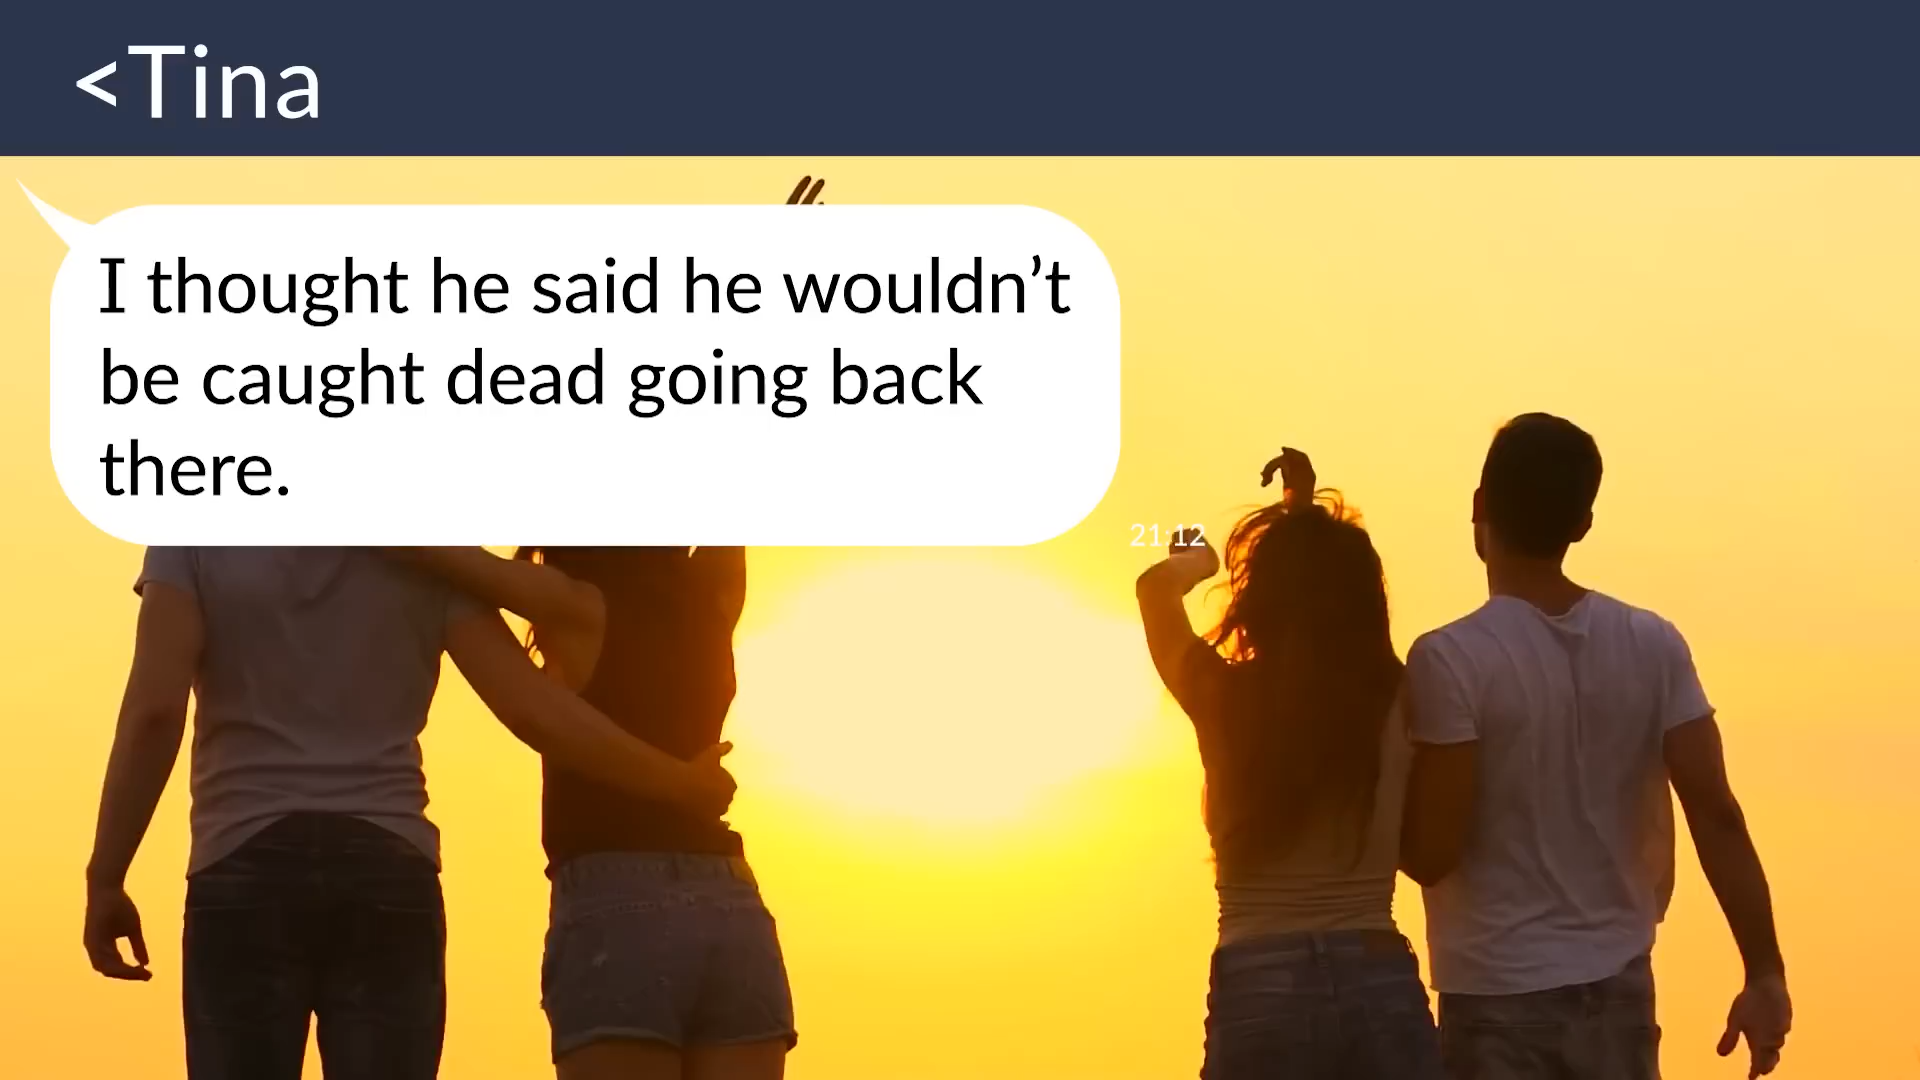 <Tina
I thought he said he wouldn’t
be caught dead going back
there.
21:12